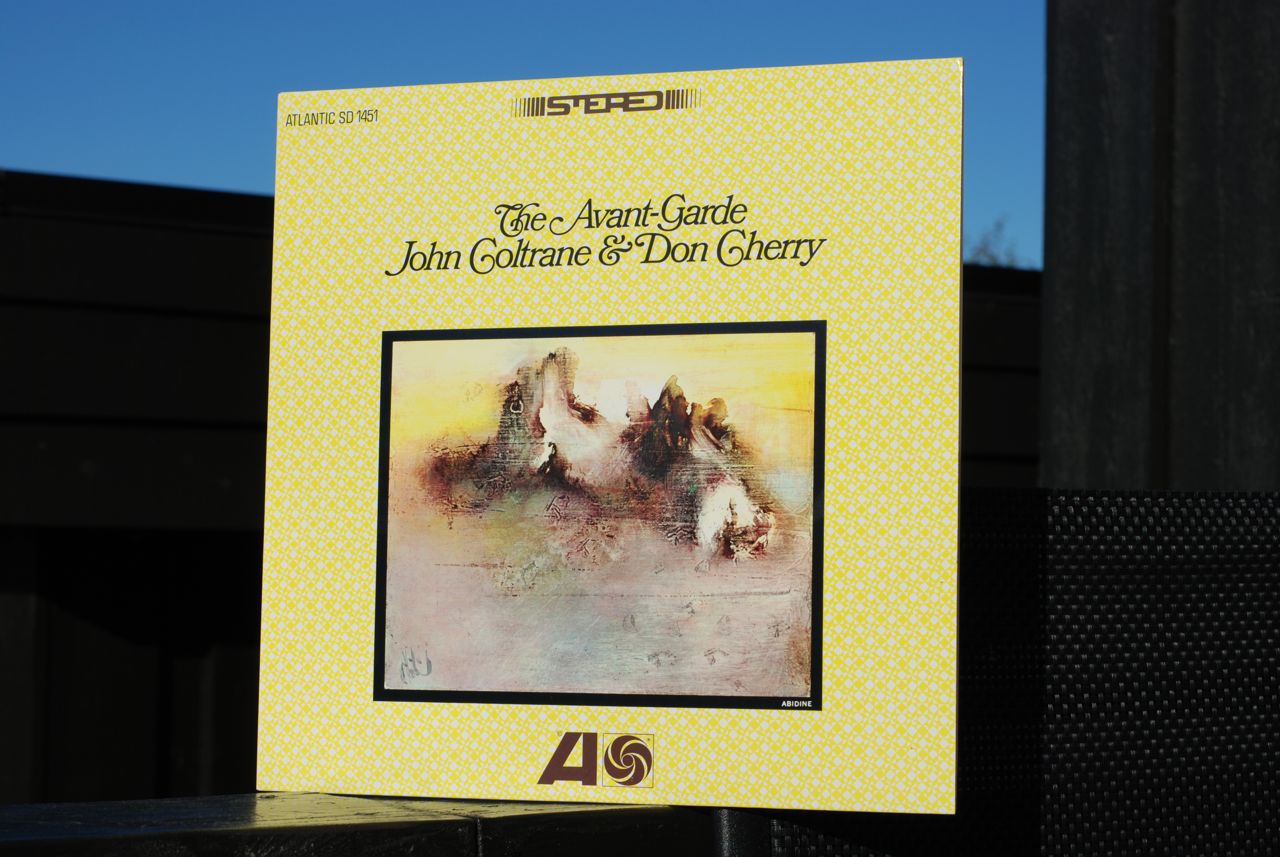 ATLANTIC SD 1451
STEREO
The Avant-Garde
John Coltrane & Don Cherry
ABIDINE